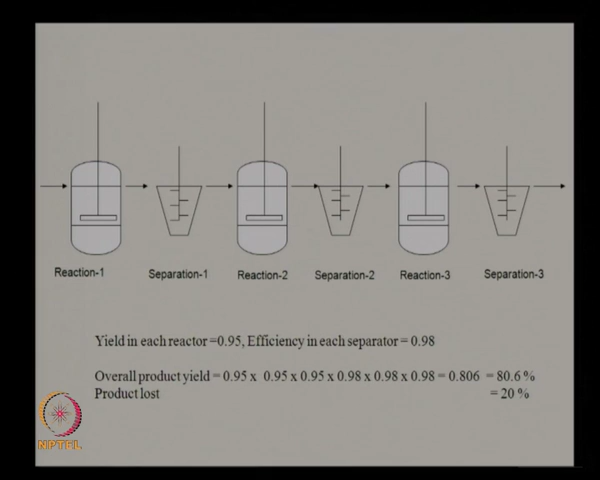 Reaction-1 Separation-1 Reaction-2 Separation-2 Reaction-3 Separation-3
Yield in each reactor =0.95, Efficiency in each separator = 0.98
Overall product yield = 0.95 x 0.95 x 0.95 x 0.98 x 0.98 x 0.98 = 0.806 = 80.6 %
Product lost = 20 %
NPTEL